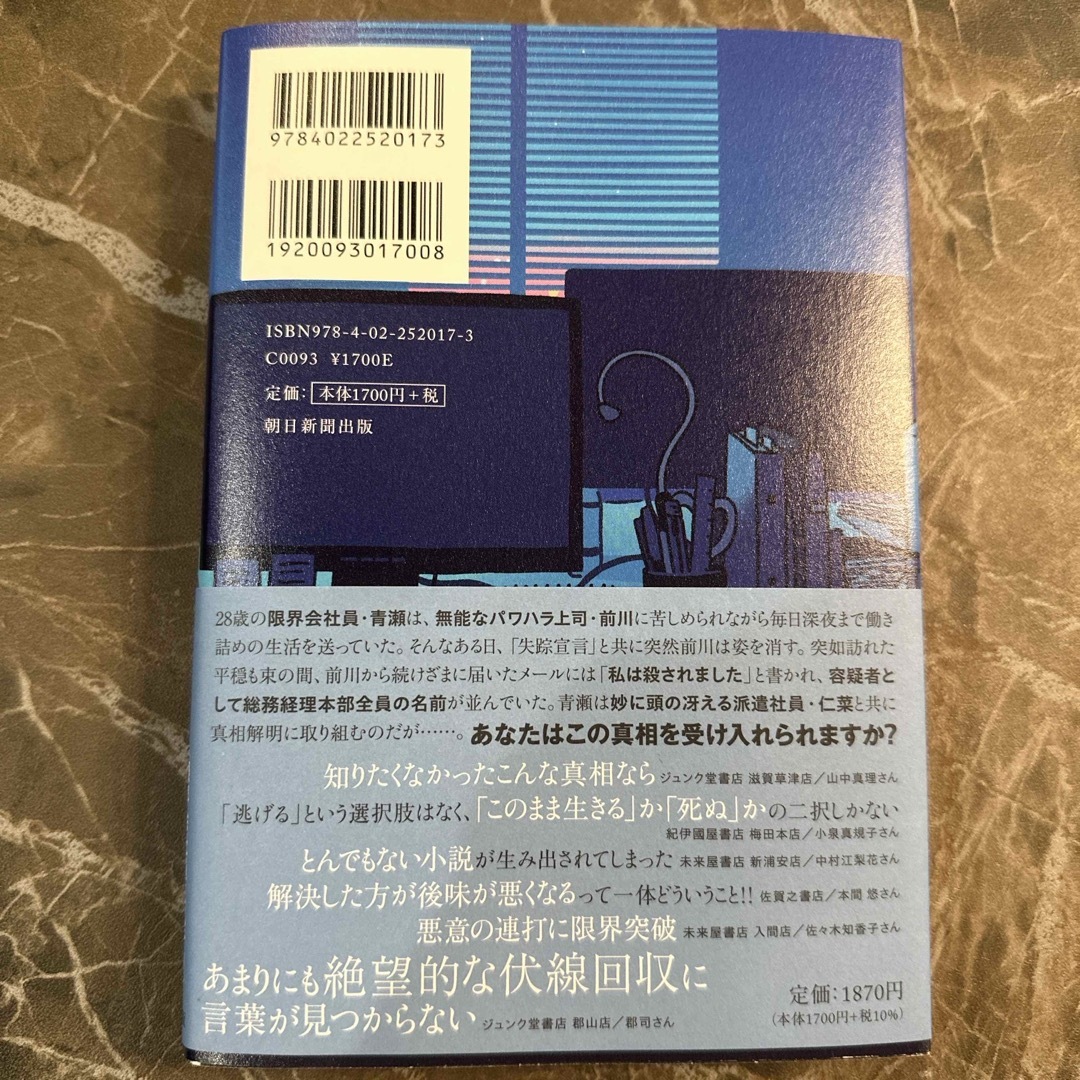 9784022520173
1920093017008
ISBN978-4-02-252017-3
C0093 ¥1700E
定価：本体1700円＋税
朝日新聞出版
28歳の限界会社員・青瀬は、無能なパワハラ上司・前川に苦しめられながら毎日深夜まで働き
詰めの生活を送っていた。そんなある日、「失踪宣言」と共に突然前川は姿を消す。突如訪れた
平穏も束の間、前川から続けざまに届いたメールには「私は殺されました」と書かれ、容疑者と
して総務経理本部全員の名前が並んでいた。青瀬は妙に頭の冴える派遣社員・仁菜と共に
真相解明に取り組むのだが……。あなたはこの真相を受け入れられますか?
知りたくなかったこんな真相なら ジュンク堂書店 滋賀草津店／山中真理さん
「逃げる」という選択肢はなく、「このまま生きる」か「死ぬ」かの二択しかない
紀伊國屋書店 梅田本店／小泉真規子さん
とんでもない小説が生み出されてしまった 未来屋書店 新浦安店／中村江梨花さん
解決した方が後味が悪くなるって一体どういうこと!! 佐賀之書店／本間 悠さん
悪意の連打に限界突破 未来屋書店 入間店／佐々木知香子さん
あまりにも絶望的な伏線回収に
言葉が見つからない ジュンク堂書店 郡山店／郡司さん
定価：1870円
（本体1700円＋税10%）